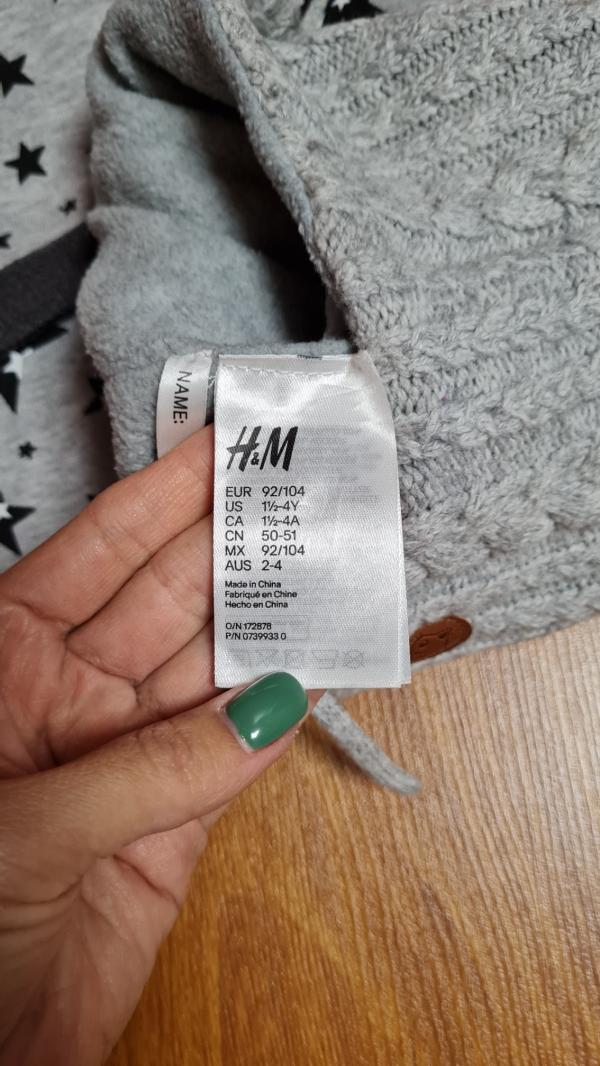 NAME:
H&M
EUR 92/104
US 1½-4Y
CA 1½-4A
CN 50-51
MX 92/104
AUS 2-4
Made in China
Fabriqué en Chine
Hecho en China
O/N 172878
P/N 0739933 0